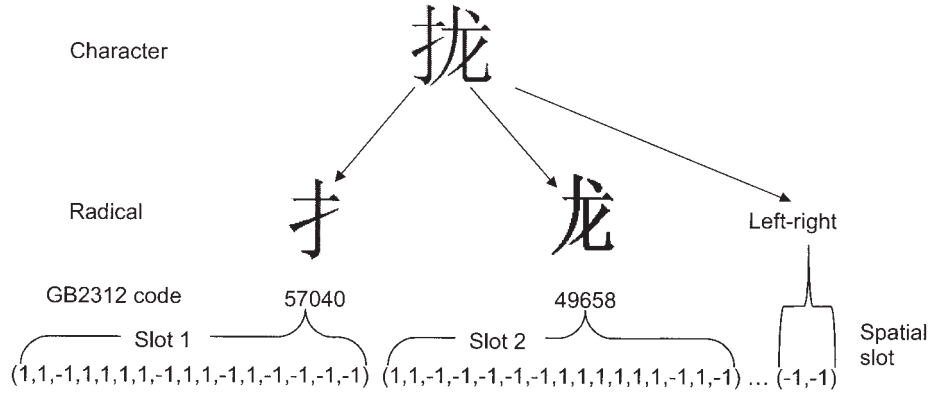 Character 拢
Radical 扌 龙 Left-right
GB2312 code 57040 49658
Slot 1 Slot 2 Spatial slot
(1,1,-1,1,1,1,1,-1,1,1,-1,1,-1,-1,-1,-1) (1,1,-1,-1,-1,-1,-1,1,1,1,1,1,1,-1,1,-1) ... (-1,-1)